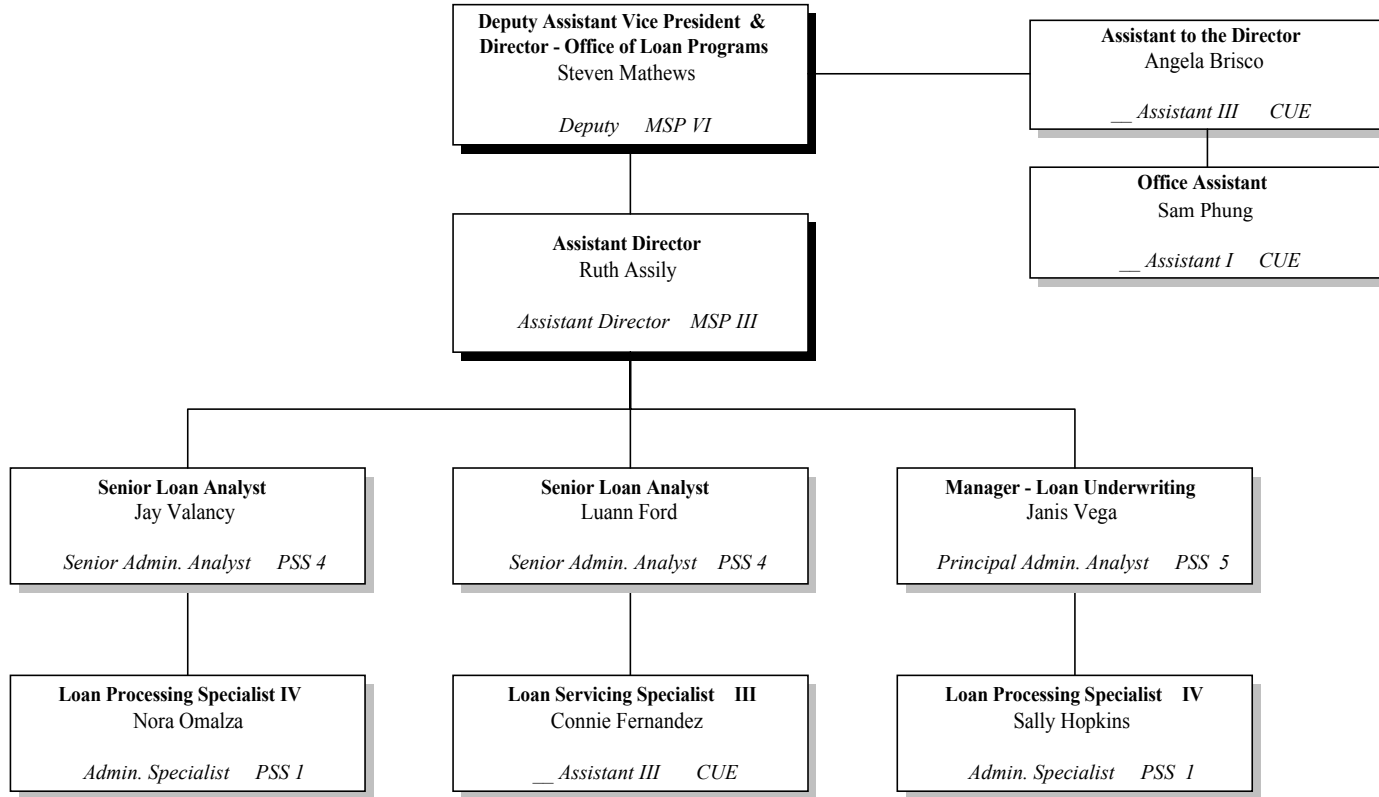 Deputy Assistant Vice President &
Director - Office of Loan Programs
Steven Mathews
Deputy MSP VI
Assistant to the Director
Angela Brisco
__ Assistant III CUE
Office Assistant
Sam Phung
__ Assistant I CUE
Assistant Director
Ruth Assily
Assistant Director MSP III
Senior Loan Analyst
Jay Valancy
Senior Admin. Analyst PSS 4
Senior Loan Analyst
Luann Ford
Senior Admin. Analyst PSS 4
Manager - Loan Underwriting
Janis Vega
Principal Admin. Analyst PSS 5
Loan Processing Specialist IV
Nora Omalza
Admin. Specialist PSS 1
Loan Servicing Specialist III
Connie Fernandez
__ Assistant III CUE
Loan Processing Specialist IV
Sally Hopkins
Admin. Specialist PSS 1